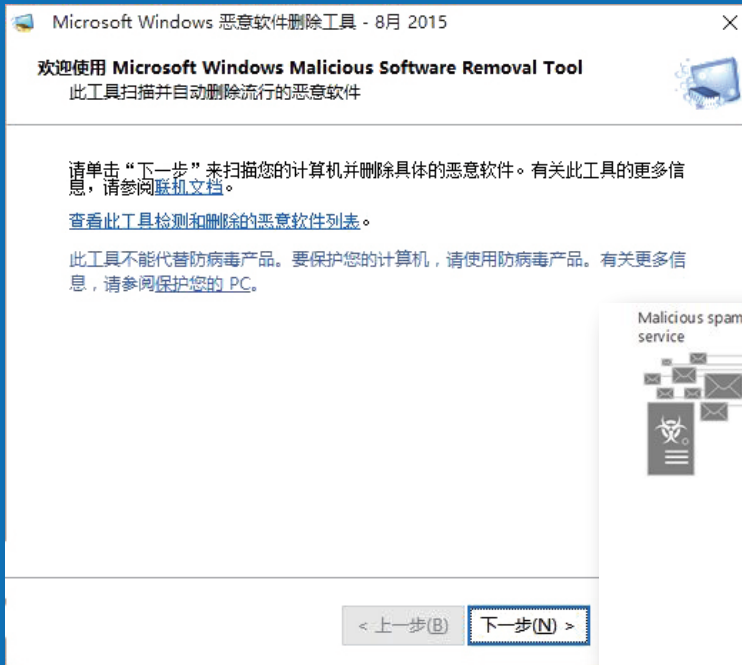 Microsoft Windows 恶意软件删除工具 - 8月 2015
欢迎使用 Microsoft Windows Malicious Software Removal Tool
此工具扫描并自动删除流行的恶意软件
请单击“下一步”来扫描您的计算机并删除具体的恶意软件。有关此工具的更多信
息，请参阅联机文档。
查看此工具检测和删除的恶意软件列表。
此工具不能代替防病毒产品。要保护您的计算机，请使用防病毒产品。有关更多信
息，请参阅保护您的 PC。
Malicious spam
service
< 上一步(B)
下一步(N) >